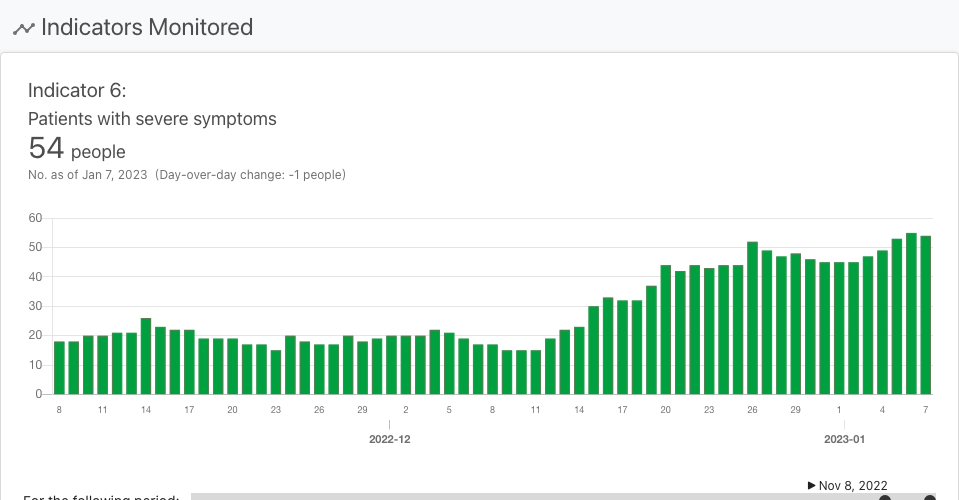 Indicators Monitored
Indicator 6:
Patients with severe symptoms
54 people
No. as of Jan 7, 2023 (Day-over-day change: -1 people)
60
50
40
30
20
10
0
8 11 14 17 20 23 26 29 2 5 8 11 14 17 20 23 26 29 1 4 7
2022-12 2023-01
▶ Nov 8, 2022
For the following period: